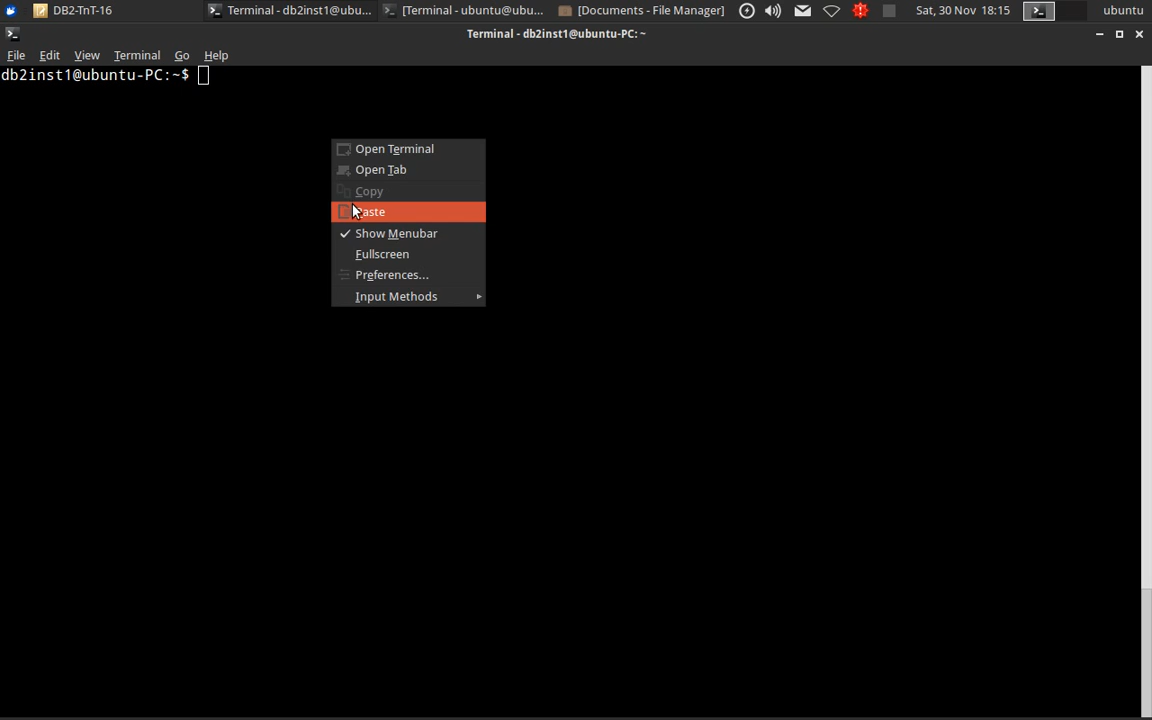 DB2-TnT-16 Terminal - db2inst1@ubu... [Terminal - ubuntu@ubu... [Documents - File Manager] Sat, 30 Nov 18:15 ubuntu
Terminal - db2inst1@ubuntu-PC: ~
File Edit View Terminal Go Help
db2inst1@ubuntu-PC:~$
Open Terminal
Open Tab
Copy
Paste
Show Menubar
Fullscreen
Preferences...
Input Methods